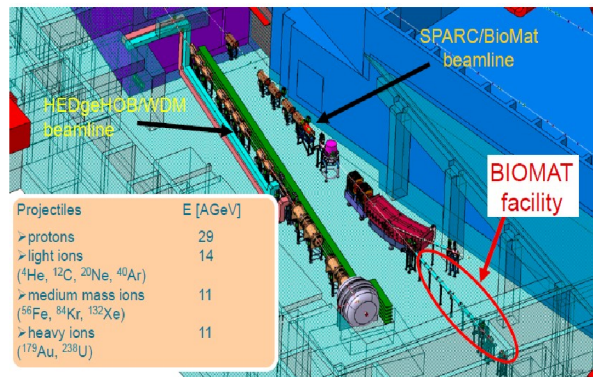 SPARC/BioMat
beamline
HEDgeHOB/WDM
beamline
BIOMAT
facility
Projectiles E [AGeV]
➢protons 29
➢light ions 14
(⁴He, ¹²C, ²⁰Ne, ⁴⁰Ar)
➢medium mass ions 11
(⁵⁶Fe, ⁸⁴Kr, ¹³²Xe)
➢heavy ions 11
(¹⁷⁹Au, ²³⁸U)